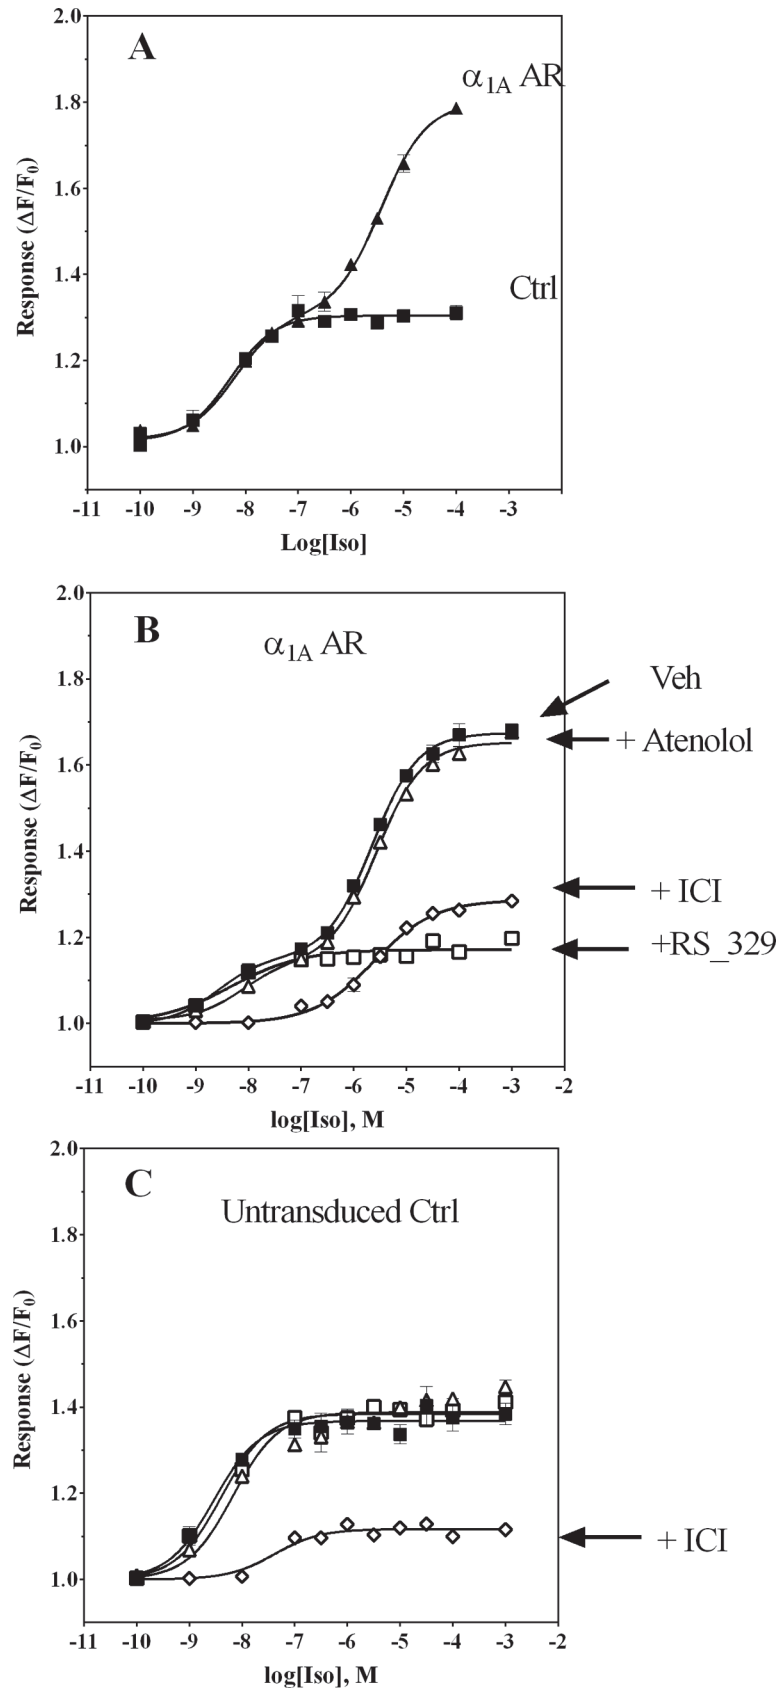 A
α1A AR
Ctrl
Response (ΔF/F0)
2.0
1.8
1.6
1.4
1.2
1.0
-11 -10 -9 -8 -7 -6 -5 -4 -3
Log[Iso]
B
α1A AR
Veh
+ Atenolol
+ ICI
+RS_329
Response (ΔF/F0)
2.0
1.8
1.6
1.4
1.2
1.0
-11 -10 -9 -8 -7 -6 -5 -4 -3 -2
log[Iso], M
C
Untransduced Ctrl
+ ICI
Response (ΔF/F0)
2.0
1.8
1.6
1.4
1.2
1.0
-11 -10 -9 -8 -7 -6 -5 -4 -3 -2
log[Iso], M